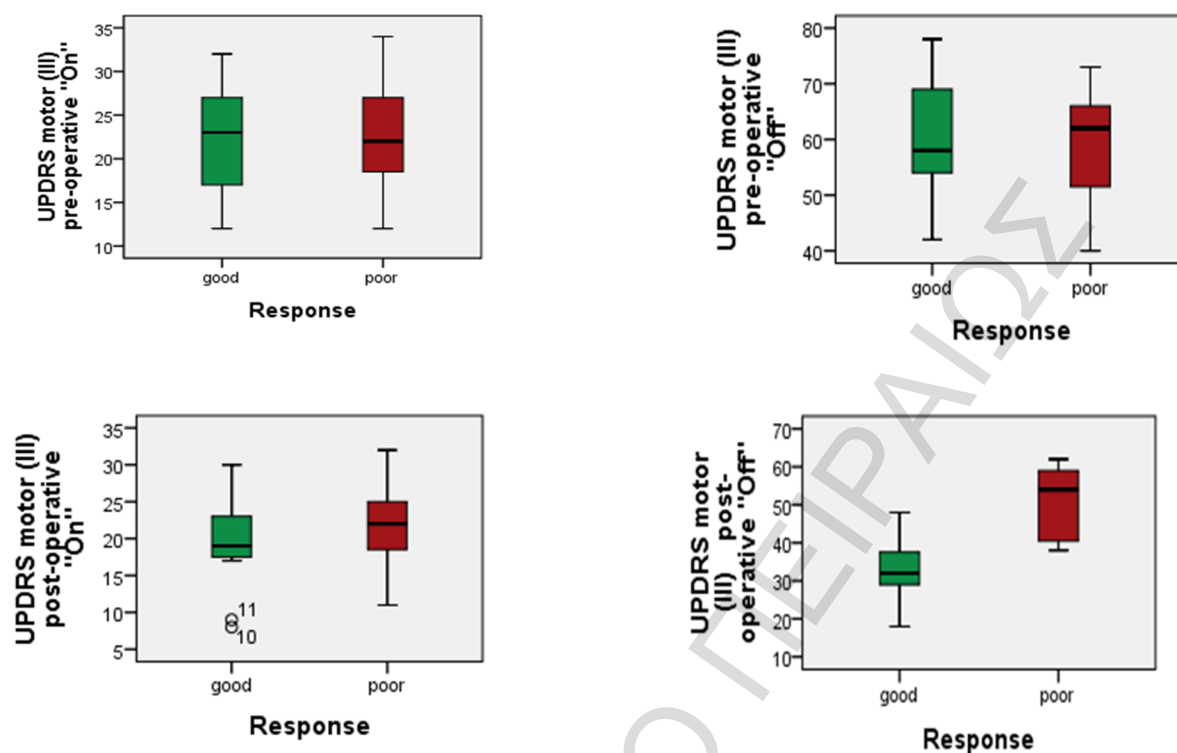 UPDRS motor (III)
pre-operative "On"
35
30
25
20
15
10
good
poor
Response
UPDRS motor (III)
pre-operative
"Off"
80
70
60
50
40
good
poor
Response
UPDRS motor (III)
post-operative
"On"
35
30
25
20
15
10
5
11
10
good
poor
Response
UPDRS motor
(III) post-
operative "Off"
70
60
50
40
30
20
10
good
poor
Response
Ο ΠΕΙΡΑΙΩΣ